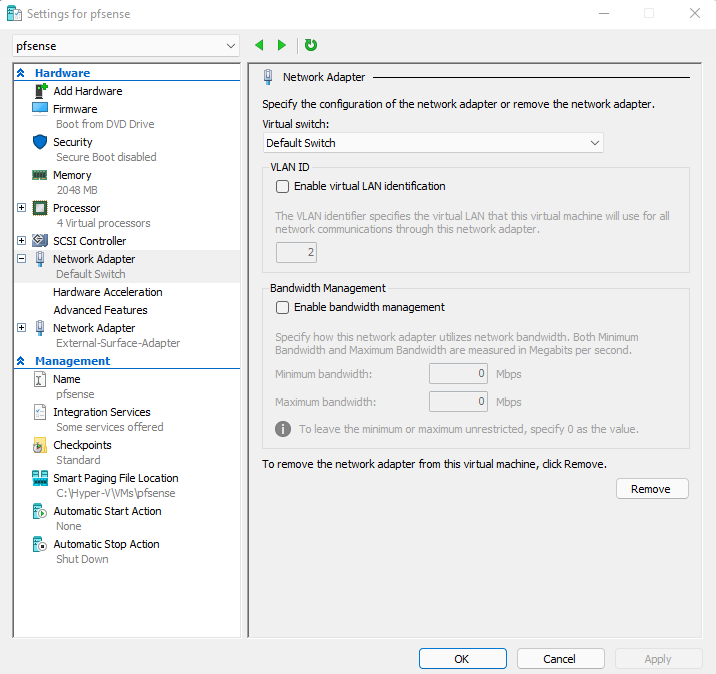 Settings for pfsense
pfsense
Hardware
Add Hardware
Firmware
Boot from DVD Drive
Security
Secure Boot disabled
Memory
2048 MB
Processor
4 Virtual processors
SCSI Controller
Network Adapter
Default Switch
Hardware Acceleration
Advanced Features
Network Adapter
External-Surface-Adapter
Management
Name
pfsense
Integration Services
Some services offered
Checkpoints
Standard
Smart Paging File Location
C:\Hyper-V\VMs\pfsense
Automatic Start Action
None
Automatic Stop Action
Shut Down
Network Adapter
Specify the configuration of the network adapter or remove the network adapter.
Virtual switch:
Default Switch
VLAN ID
Enable virtual LAN identification
The VLAN identifier specifies the virtual LAN that this virtual machine will use for all
network communications through this network adapter.
2
Bandwidth Management
Enable bandwidth management
Specify how this network adapter utilizes network bandwidth. Both Minimum
Bandwidth and Maximum Bandwidth are measured in Megabits per second.
Minimum bandwidth: 0 Mbps
Maximum bandwidth: 0 Mbps
To leave the minimum or maximum unrestricted, specify 0 as the value.
To remove the network adapter from this virtual machine, click Remove.
Remove
OK Cancel Apply